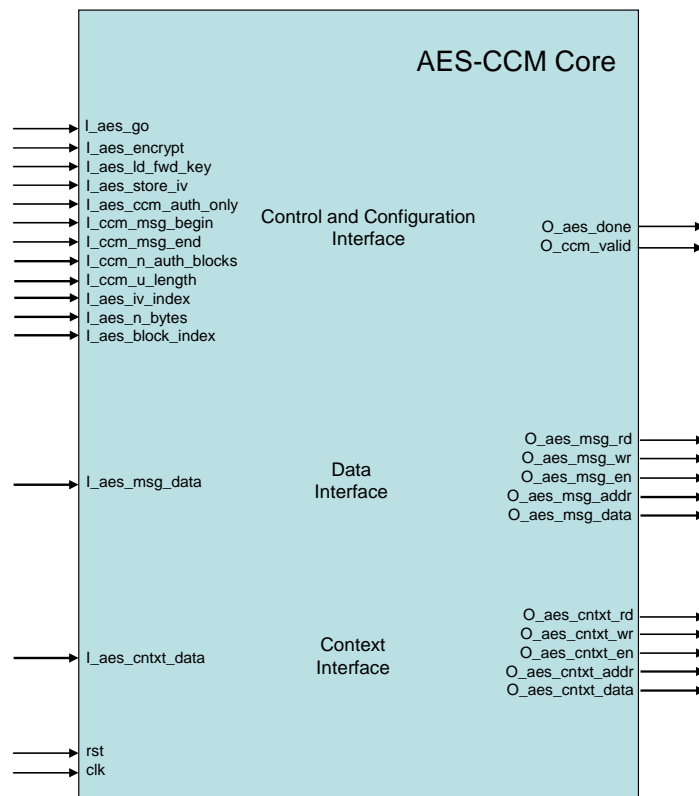 AES-CCM Core
I_aes_go
I_aes_encrypt
I_aes_ld_fwd_key
I_aes_store_iv
I_aes_ccm_auth_only
I_ccm_msg_begin
I_ccm_msg_end
I_ccm_n_auth_blocks
I_ccm_u_length
I_aes_iv_index
I_aes_n_bytes
I_aes_block_index
Control and Configuration
Interface
O_aes_done
O_ccm_valid
I_aes_msg_data
Data
Interface
O_aes_msg_rd
O_aes_msg_wr
O_aes_msg_en
O_aes_msg_addr
O_aes_msg_data
I_aes_cntxt_data
Context
Interface
O_aes_cntxt_rd
O_aes_cntxt_wr
O_aes_cntxt_en
O_aes_cntxt_addr
O_aes_cntxt_data
rst
clk